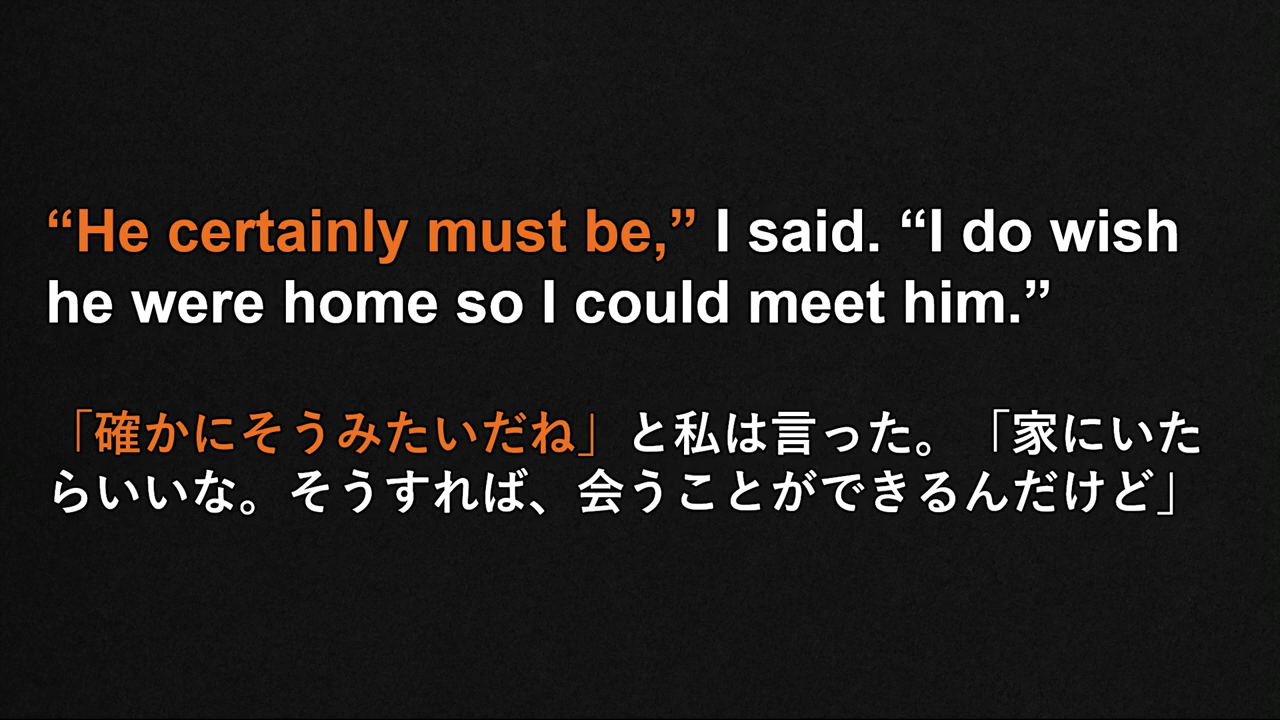 “He certainly must be,” I said. “I do wish
he were home so I could meet him.”
「確かにそうみたいだね」と私は言った。「家にいた
らいいな。そうすれば、会うことができるんだけど」